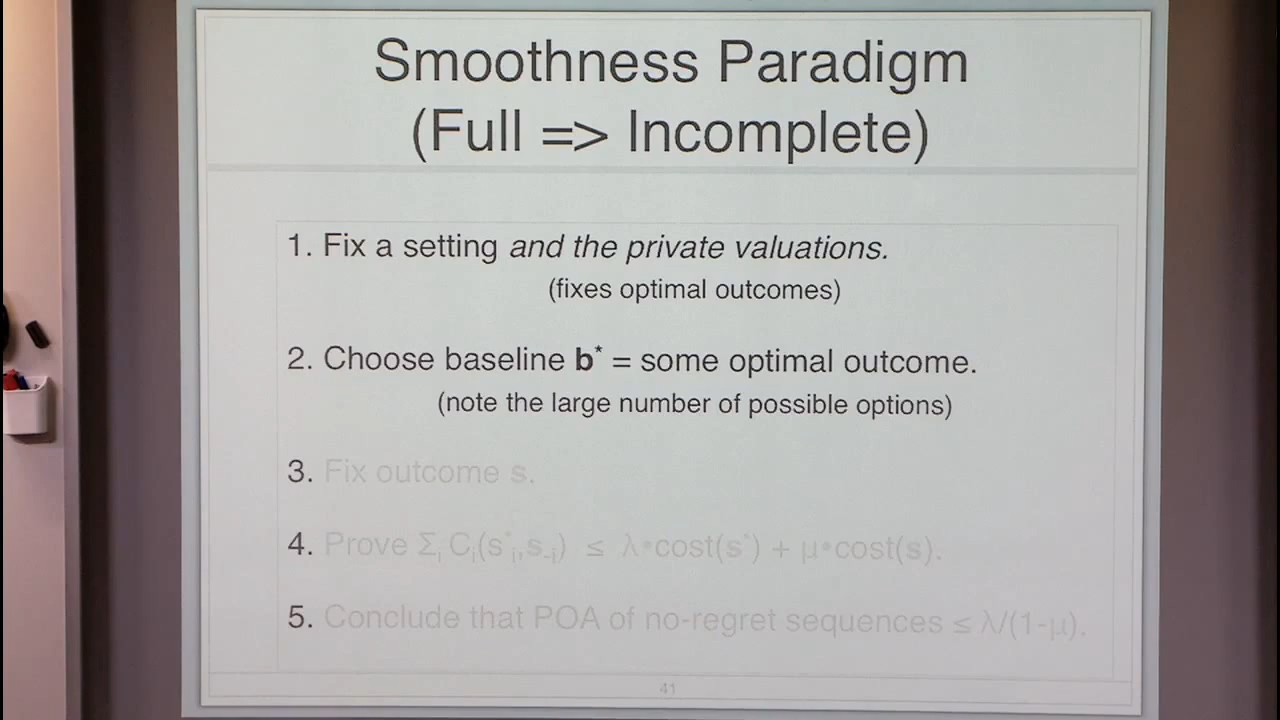 Smoothness Paradigm
(Full => Incomplete)
1. Fix a setting and the private valuations.
(fixes optimal outcomes)
2. Choose baseline b* = some optimal outcome.
(note the large number of possible options)
3. Fix outcome s.
4. Prove Σᵢ Cᵢ(s*ᵢ,s₋ᵢ) ≤ λ•cost(s*) + μ•cost(s).
5. Conclude that POA of no-regret sequences ≤ λ/(1-μ).
41